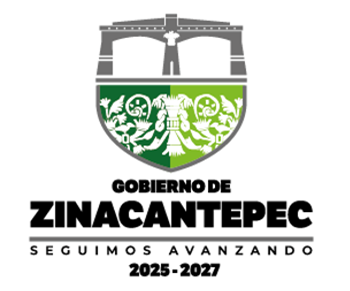 GOBIERNO DE
ZINACANTEPEC
SEGUIMOS AVANZANDO
2025 - 2027